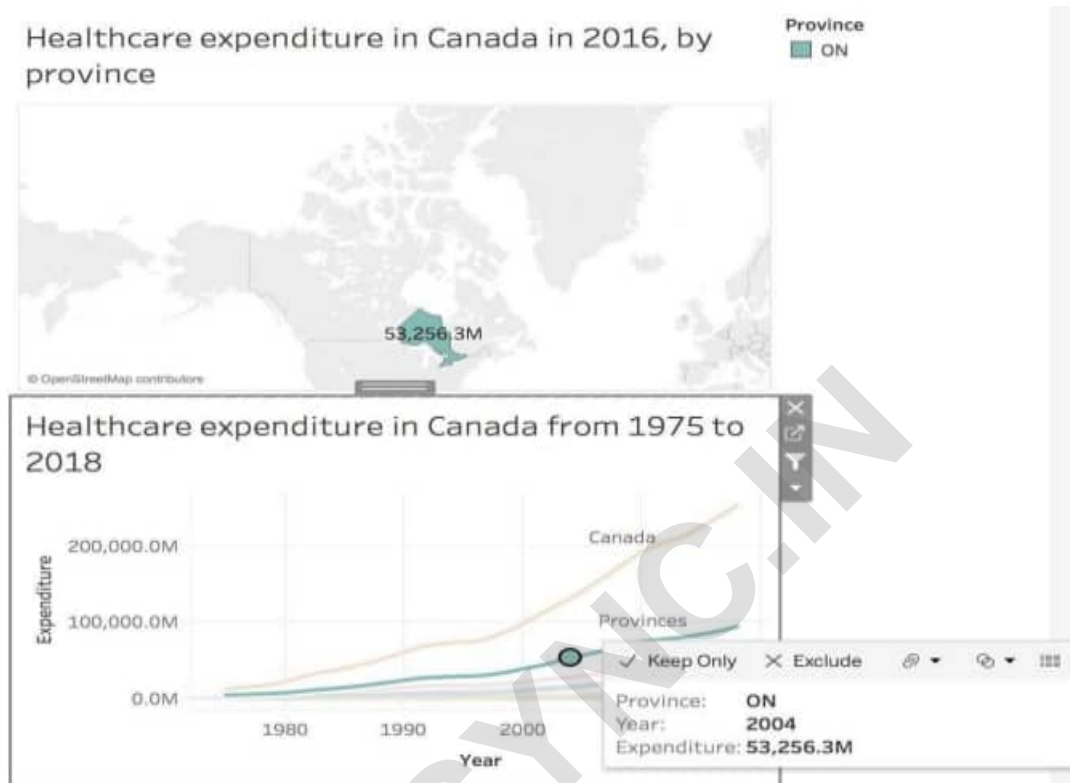 Healthcare expenditure in Canada in 2016, by
province
Province
ON
53,256.3M
© OpenStreetMap contributors
Healthcare expenditure in Canada from 1975 to
2018
Expenditure
200,000.0M
100,000.0M
0.0M
Canada
Provinces
Keep Only Exclude
Province: ON
Year: 2004
Expenditure: 53,256.3M
1980 1990 2000
Year
SYNC.IN